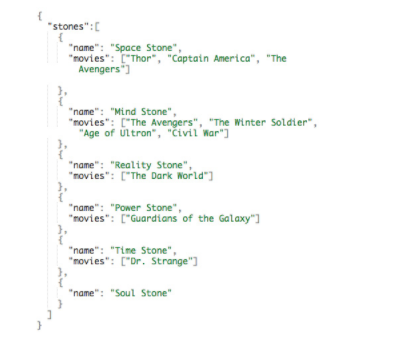 {
"stones":[
{
"name": "Space Stone",
"movies": ["Thor", "Captain America", "The
Avengers"]
},
{
"name": "Mind Stone",
"movies": ["The Avengers", "The Winter Soldier",
"Age of Ultron", "Civil War"]
},
{
"name": "Reality Stone",
"movies": ["The Dark World"]
},
{
"name": "Power Stone",
"movies": ["Guardians of the Galaxy"]
},
{
"name": "Time Stone",
"movies": ["Dr. Strange"]
},
{
"name": "Soul Stone"
}
]
}